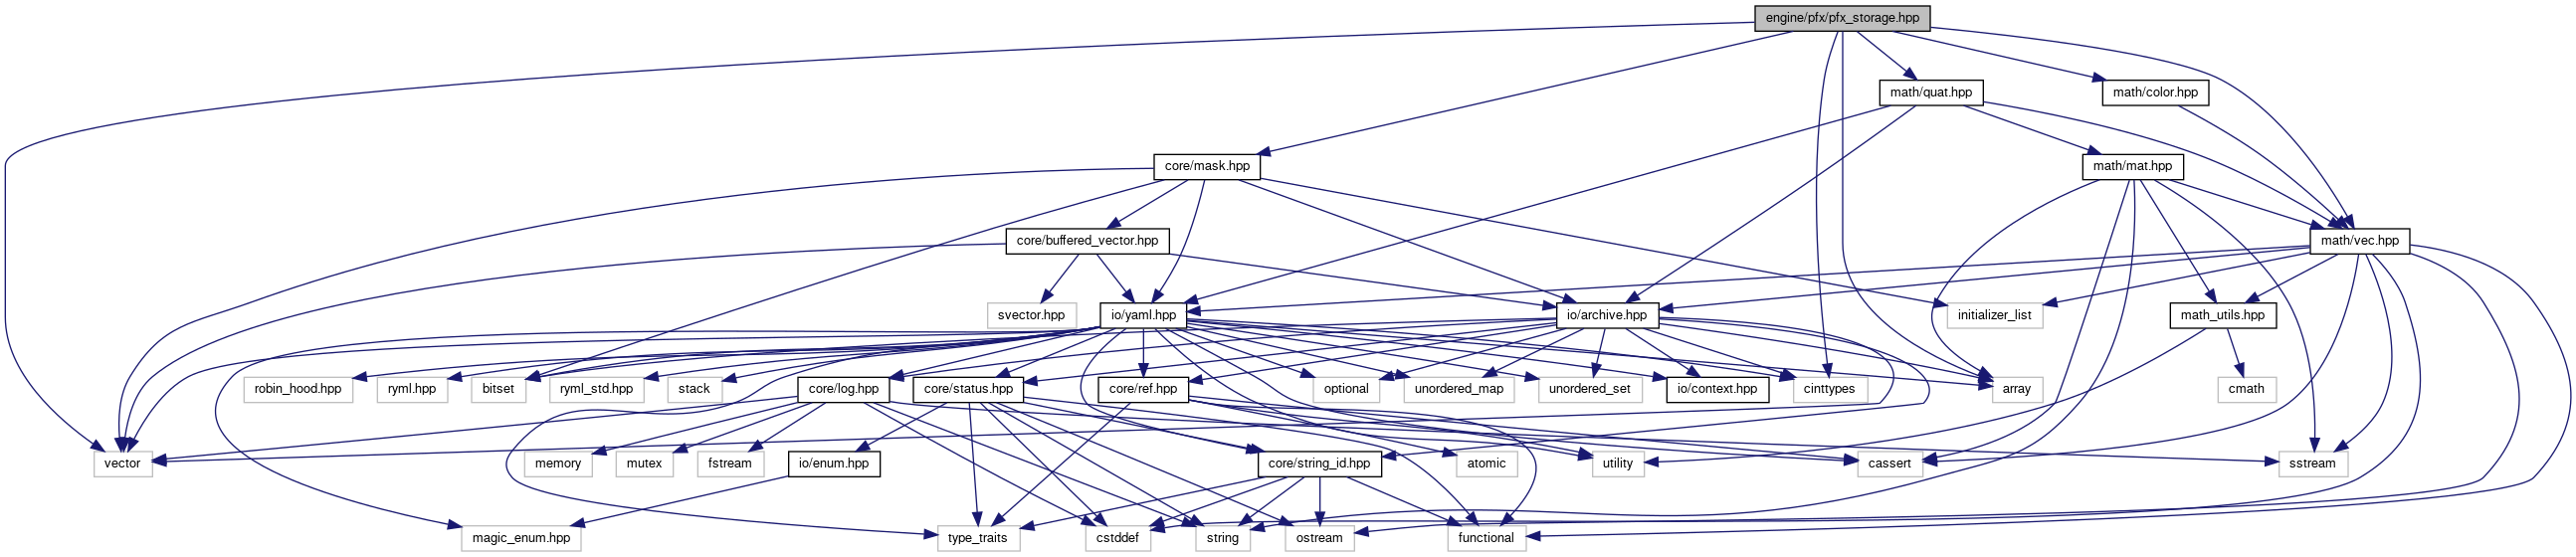 engine/pfx/pfx_storage.hpp
math/quat.hpp
math/color.hpp
core/mask.hpp
math/mat.hpp
core/buffered_vector.hpp
math/vec.hpp
svector.hpp
io/yaml.hpp
io/archive.hpp
initializer_list
math_utils.hpp
robin_hood.hpp
ryml.hpp
bitset
ryml_std.hpp
stack
core/log.hpp
core/status.hpp
core/ref.hpp
optional
unordered_map
unordered_set
io/context.hpp
cinttypes
array
cmath
vector
memory
mutex
fstream
io/enum.hpp
core/string_id.hpp
atomic
utility
cassert
sstream
magic_enum.hpp
type_traits
cstddef
string
ostream
functional